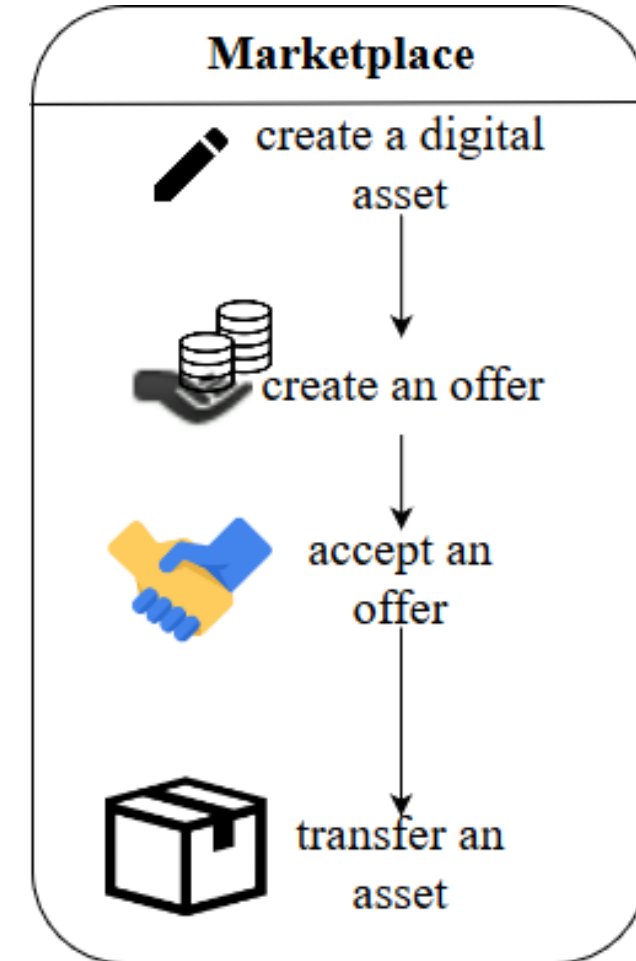 Marketplace
create a digital
asset
create an offer
accept an
offer
transfer an
asset